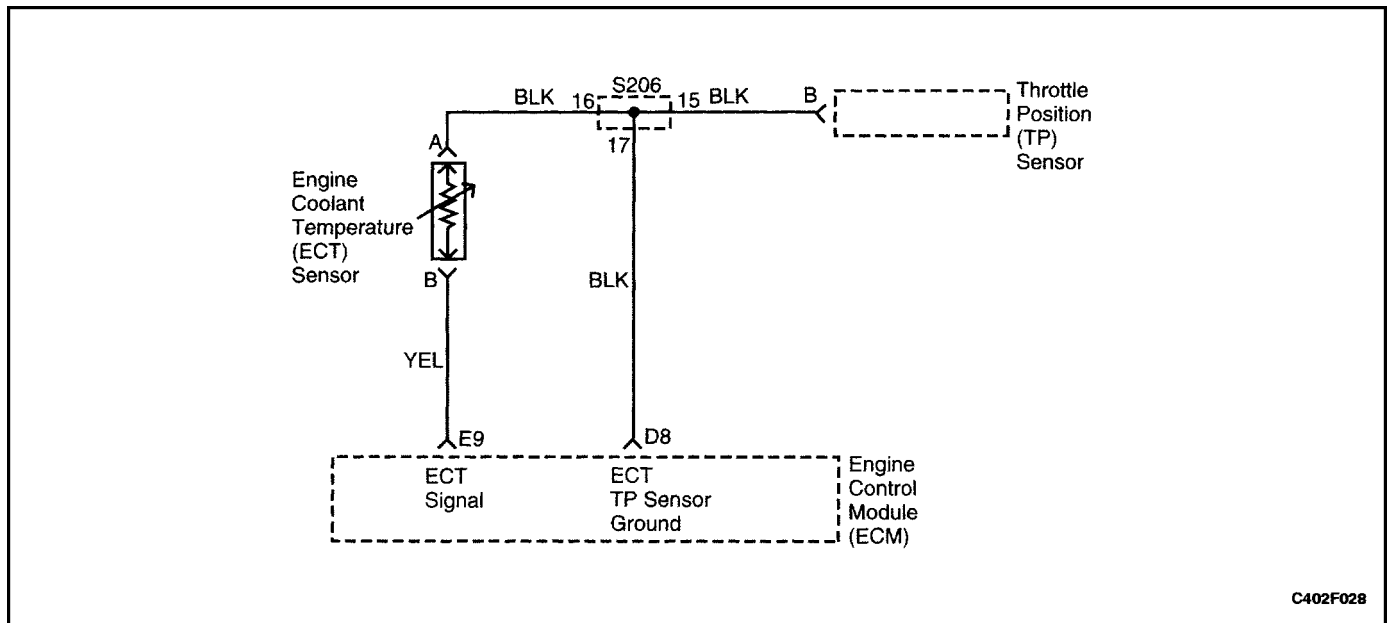 S206
BLK
16
15
BLK
B
Throttle
Position
(TP)
Sensor
17
A
Engine
Coolant
Temperature
(ECT)
Sensor
B
BLK
YEL
E9
D8
ECT
Signal
ECT
TP Sensor
Ground
Engine
Control
Module
(ECM)
C402F028